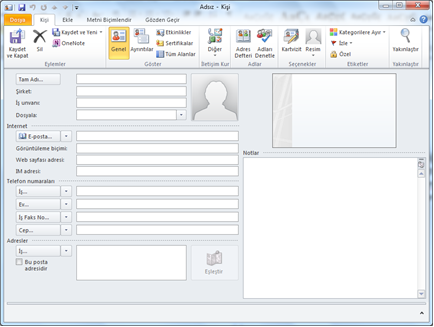 Adsız - Kişi
Dosya Kişi Ekle Metni Biçimlendir Gözden Geçir
Kaydet ve Kapat
Sil
Kaydet ve Yeni
OneNote
Eylemler
Genel
Ayrıntılar
Etkinlikler
Sertifikalar
Tüm Alanlar
Göster
Diğer
İletişim Kur
Adres Defteri
Adları Denetle
Adlar
Kartvizit
Resim
Seçenekler
Kategorilere Ayır
İzle
Özel
Etiketler
Yakınlaştır
Yakınlaştır
Tam Adı...
Şirket:
İş unvanı:
Dosyala:
Internet
E-posta...
Görüntüleme biçimi:
Web sayfası adresi:
IM adresi:
Telefon numaraları
İş...
Ev...
İş Faks No...
Cep...
Adresler
İş...
Bu posta adresidir
Eşleştir
Notlar